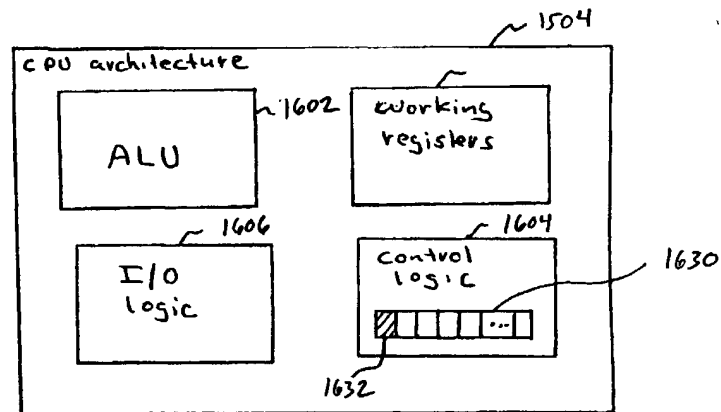 1504
CPU architecture
1602
ALU
working
registers
1606
I/O
logic
1604
control
logic
...
1630
1632